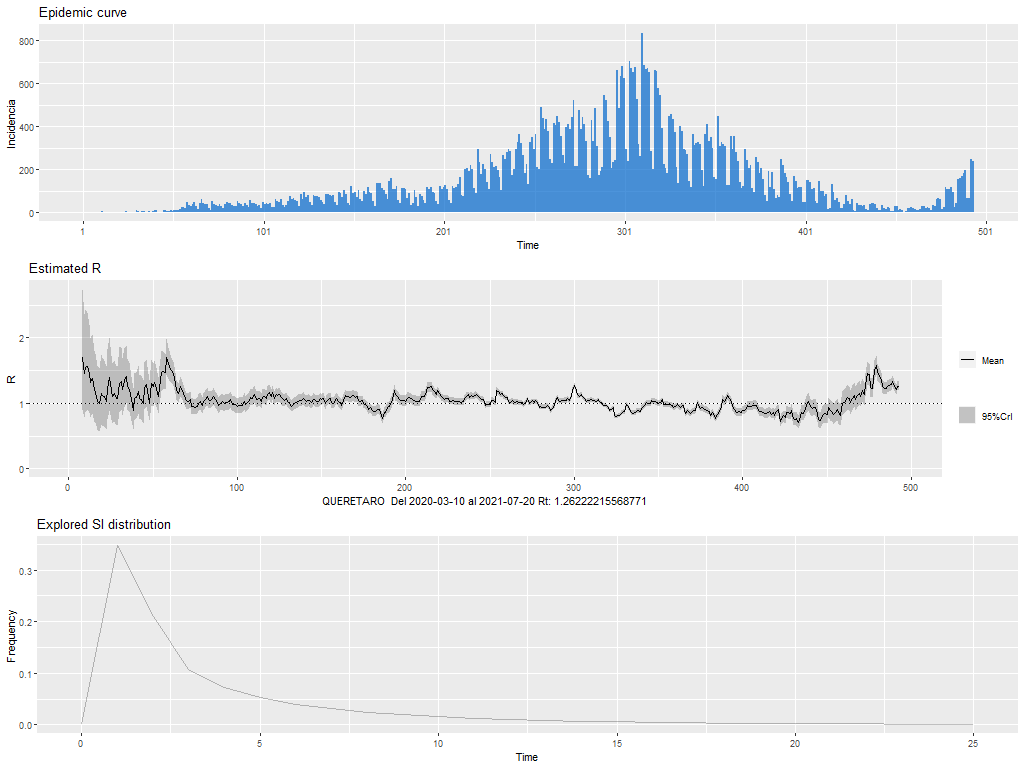 Epidemic curve
800
600
400
200
0
Incidencia
1
101
201
301
401
501
Time
Estimated R
2
1
0
R
Mean
95%CrI
0
100
200
300
400
500
QUERETARO Del 2020-03-10 al 2021-07-20 Rt: 1.26222215568771
Explored SI distribution
0.3
0.2
0.1
0.0
Frequency
0
5
10
15
20
25
Time